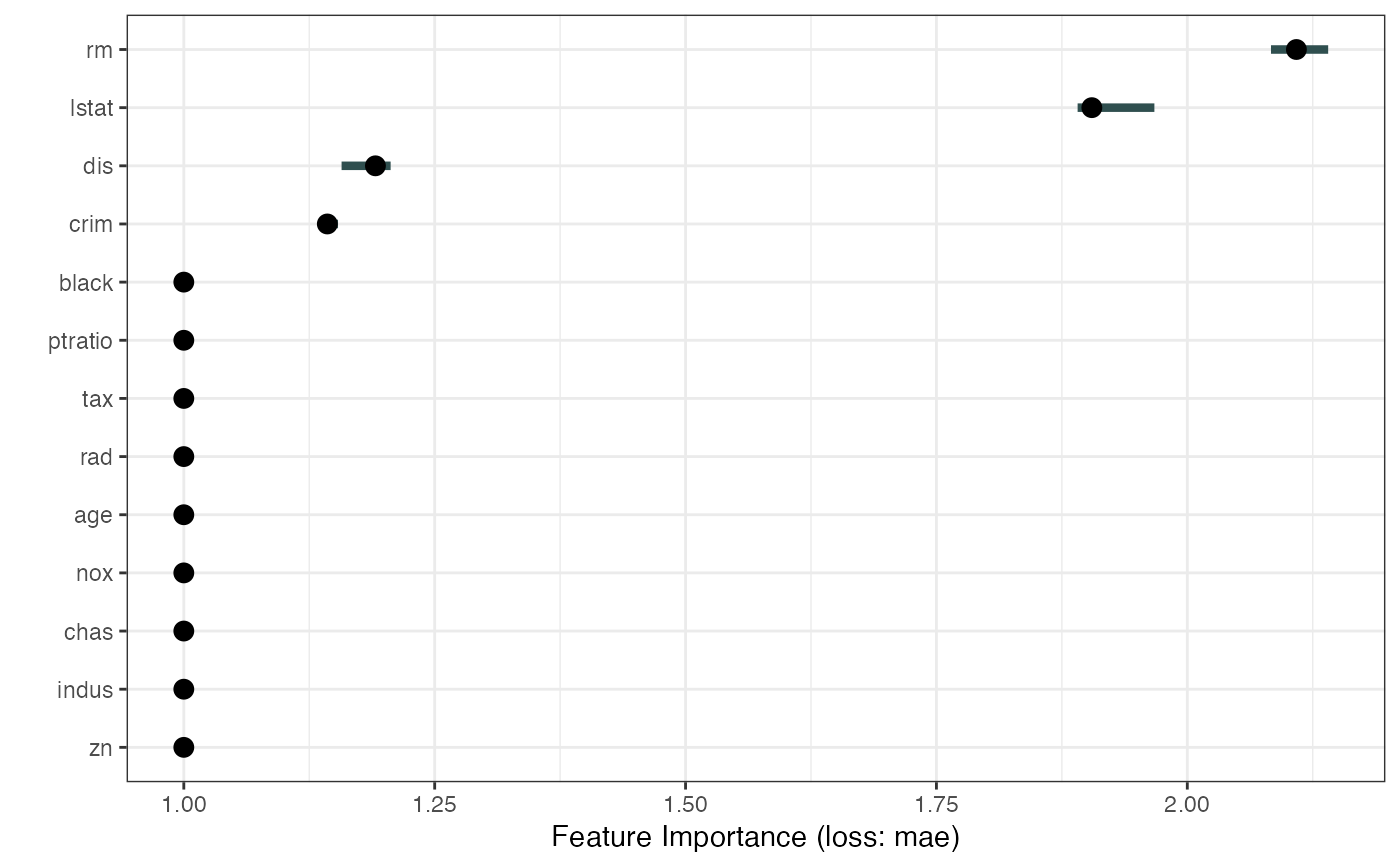 rm
lstat
dis
crim
black
ptratio
tax
rad
age
nox
chas
indus
zn
1.00 1.25 1.50 1.75 2.00
Feature Importance (loss: mae)